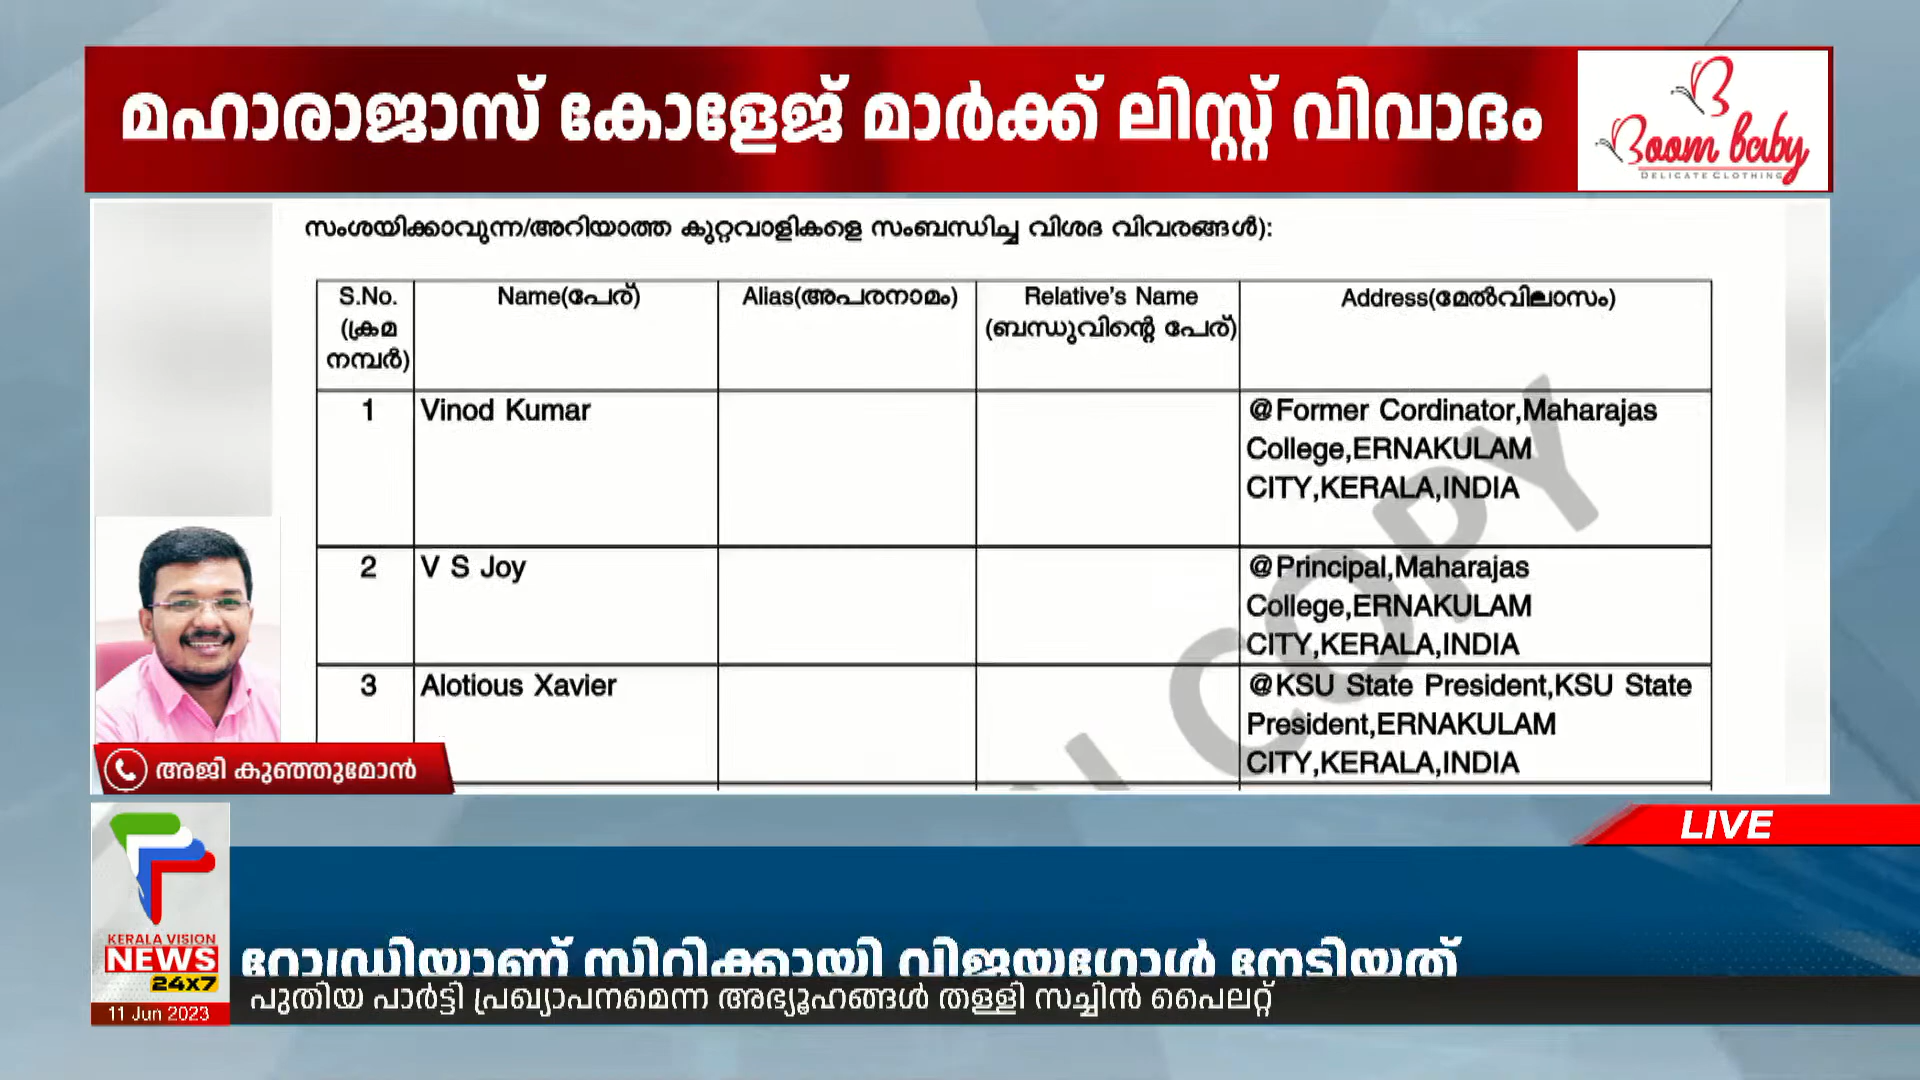 മഹാരാജാസ് കോളേജ് മാർക്ക് ലിസ്റ്റ് വിവാദം
Boom baby
DELICATE CLOTHING
സംശയിക്കാവുന്ന/അറിയാത്ത കുറ്റവാളികളെ സംബന്ധിച്ച വിശദ വിവരങ്ങൾ):
S.No. (ക്രമ നമ്പർ)
Name(പേര്)
Alias(അപരനാമം)
Relative's Name (ബന്ധുവിന്റെ പേര്)
Address(മേൽവിലാസം)
1
Vinod Kumar
@Former Cordinator,Maharajas
College,ERNAKULAM
CITY,KERALA,INDIA
2
V S Joy
@Principal,Maharajas
College,ERNAKULAM
CITY,KERALA,INDIA
3
Alotious Xavier
@KSU State President,KSU State
President,ERNAKULAM
CITY,KERALA,INDIA
COPY
അജി കുഞ്ഞുമോൻ
LIVE
KERALA VISION
NEWS
24x7
11 Jun 2023
റോഡ്രിയാണ് സിറ്റിക്കായി വിജയഗോൾ നേടിയത്
പുതിയ പാർട്ടി പ്രഖ്യാപനമെന്ന അഭ്യൂഹങ്ങൾ തള്ളി സച്ചിൻ പൈലറ്റ്